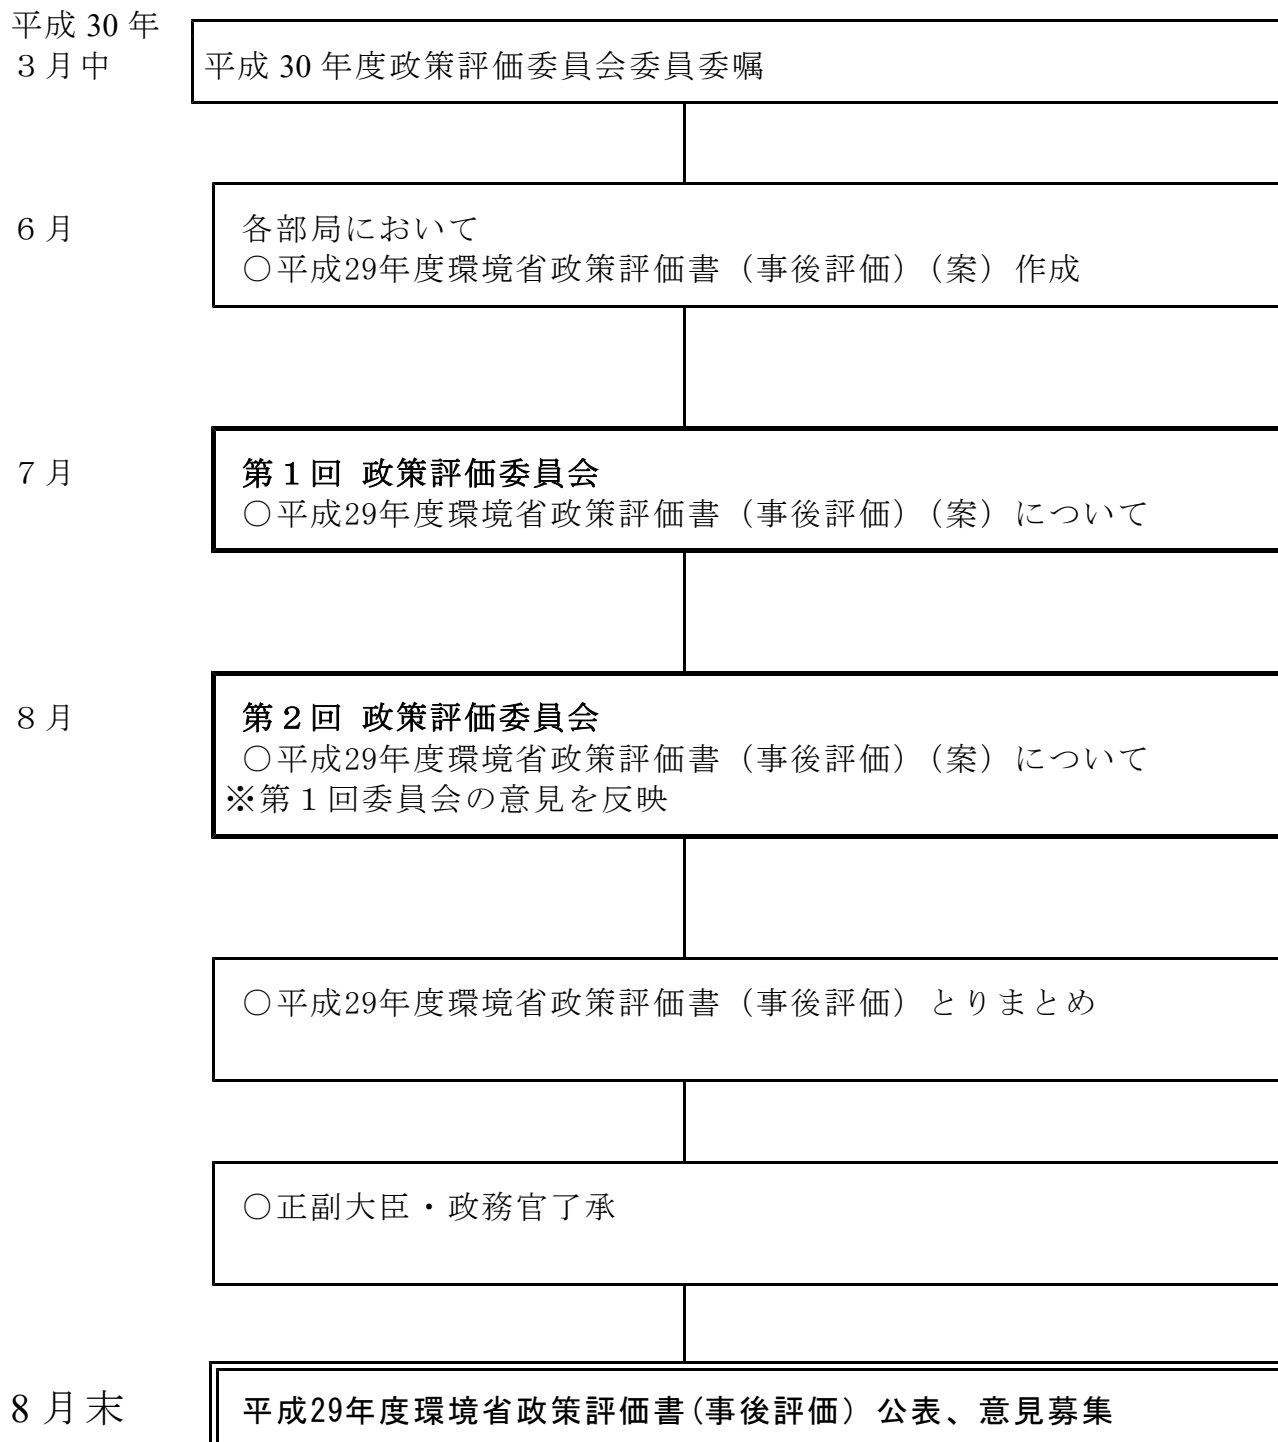 平成 30 年
３月中
平成 30 年度政策評価委員会委員委嘱
６月
各部局において
○平成29年度環境省政策評価書（事後評価）（案）作成
７月
第１回 政策評価委員会
○平成29年度環境省政策評価書（事後評価）（案）について
８月
第２回 政策評価委員会
○平成29年度環境省政策評価書（事後評価）（案）について
※第１回委員会の意見を反映
○平成29年度環境省政策評価書（事後評価）とりまとめ
○正副大臣・政務官了承
８月末
平成29年度環境省政策評価書(事後評価）公表、意見募集